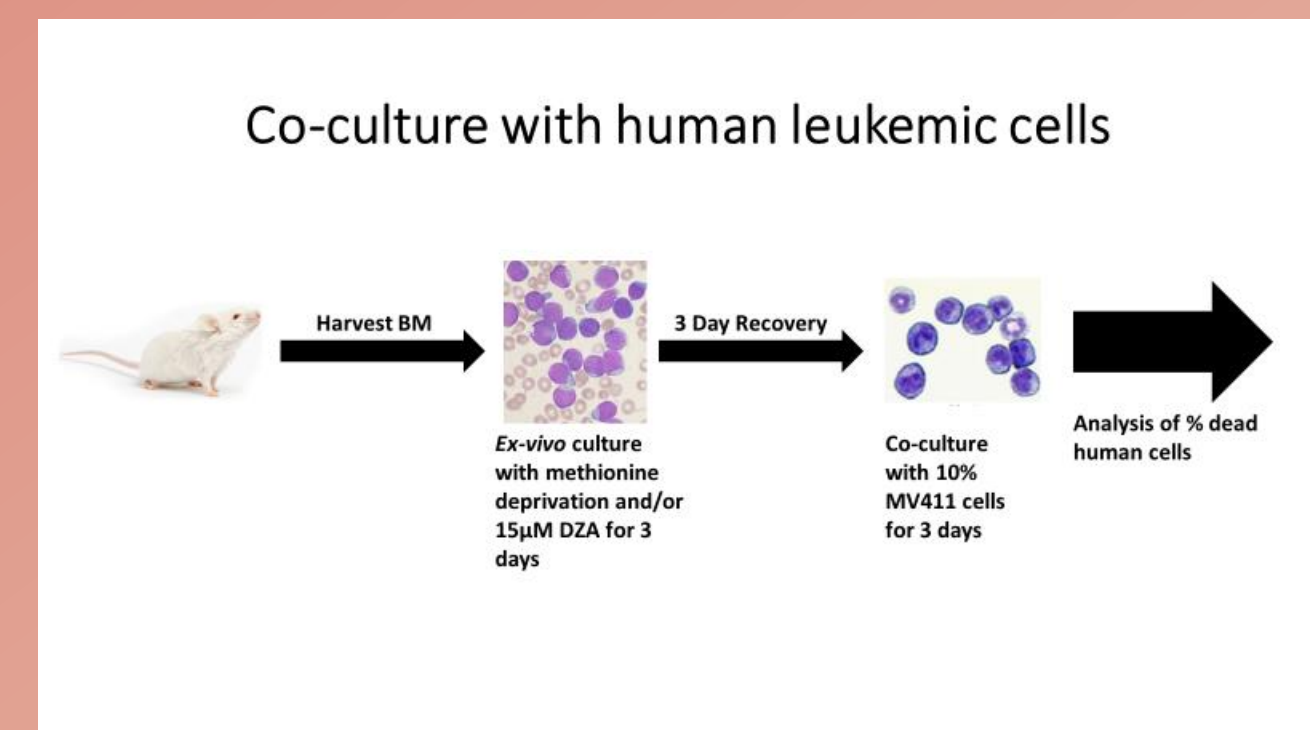 Co-culture with human leukemic cells
Harvest BM
3 Day Recovery
Ex-vivo culture
with methionine
deprivation and/or
15µM DZA for 3
days
Co-culture
with 10%
MV411 cells
for 3 days
Analysis of % dead
human cells